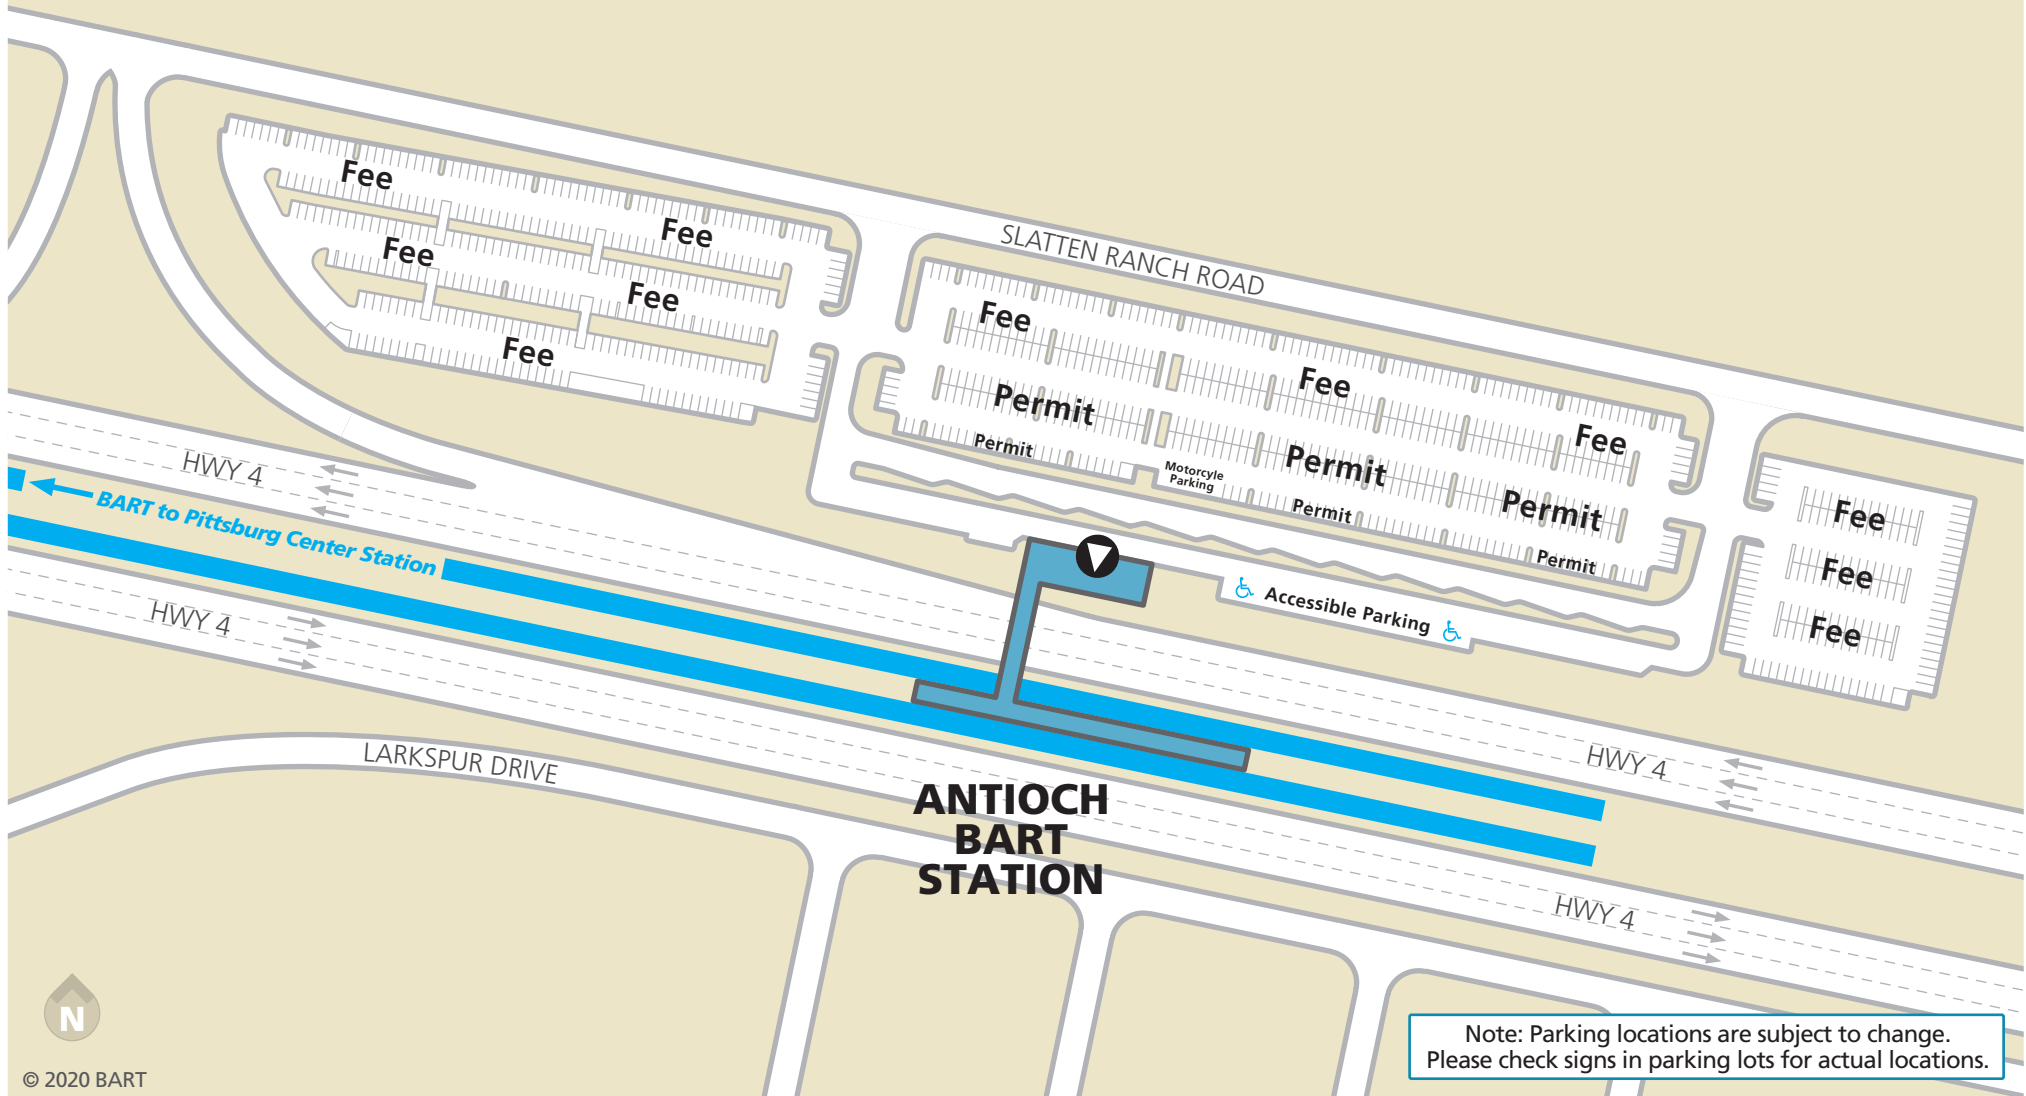 SLATTEN RANCH ROAD
Fee
Fee
Fee
Fee
Fee
Fee
Fee
Fee
Permit
Permit
Permit
Permit
Motorcyle
Parking
Permit
Permit
Fee
Fee
Fee
Accessible Parking
HWY 4
BART to Pittsburg Center Station
HWY 4
HWY 4
HWY 4
LARKSPUR DRIVE
ANTIOCH
BART
STATION
N
© 2020 BART
Note: Parking locations are subject to change.
Please check signs in parking lots for actual locations.